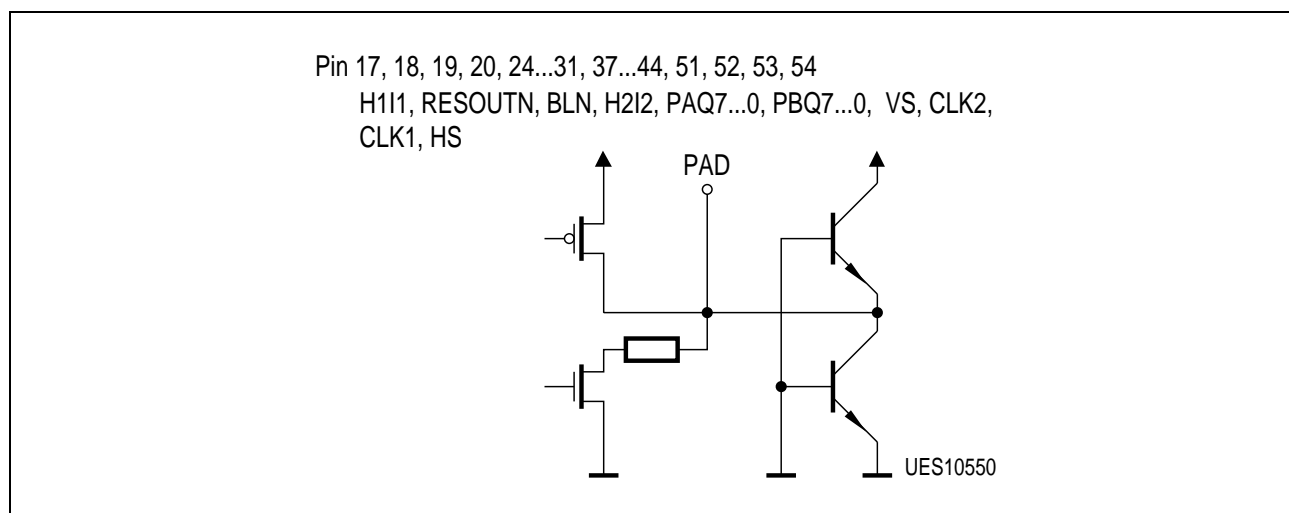 Pin 17, 18, 19, 20, 24...31, 37...44, 51, 52, 53, 54
H1I1, RESOUTN, BLN, H2I2, PAQ7...0, PBQ7...0, VS, CLK2,
CLK1, HS
PAD
UES10550